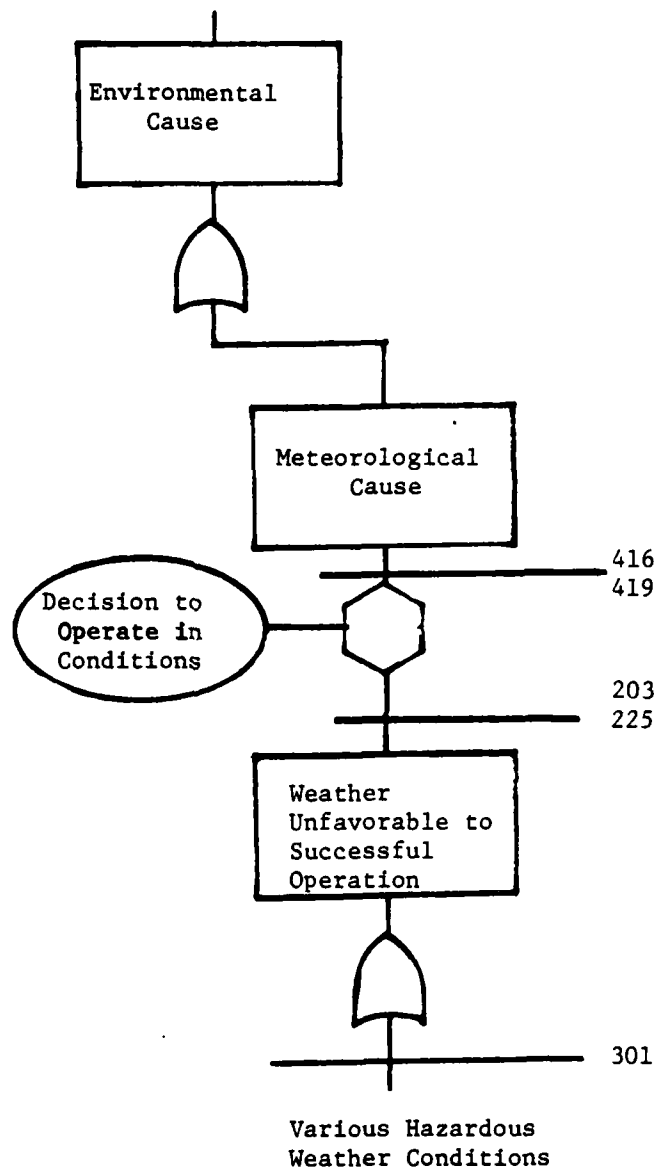 Environmental
Cause
Meteorological
Cause
416
419
Decision to
Operate in
Conditions
203
225
Weather
Unfavorable to
Successful
Operation
301
Various Hazardous
Weather Conditions